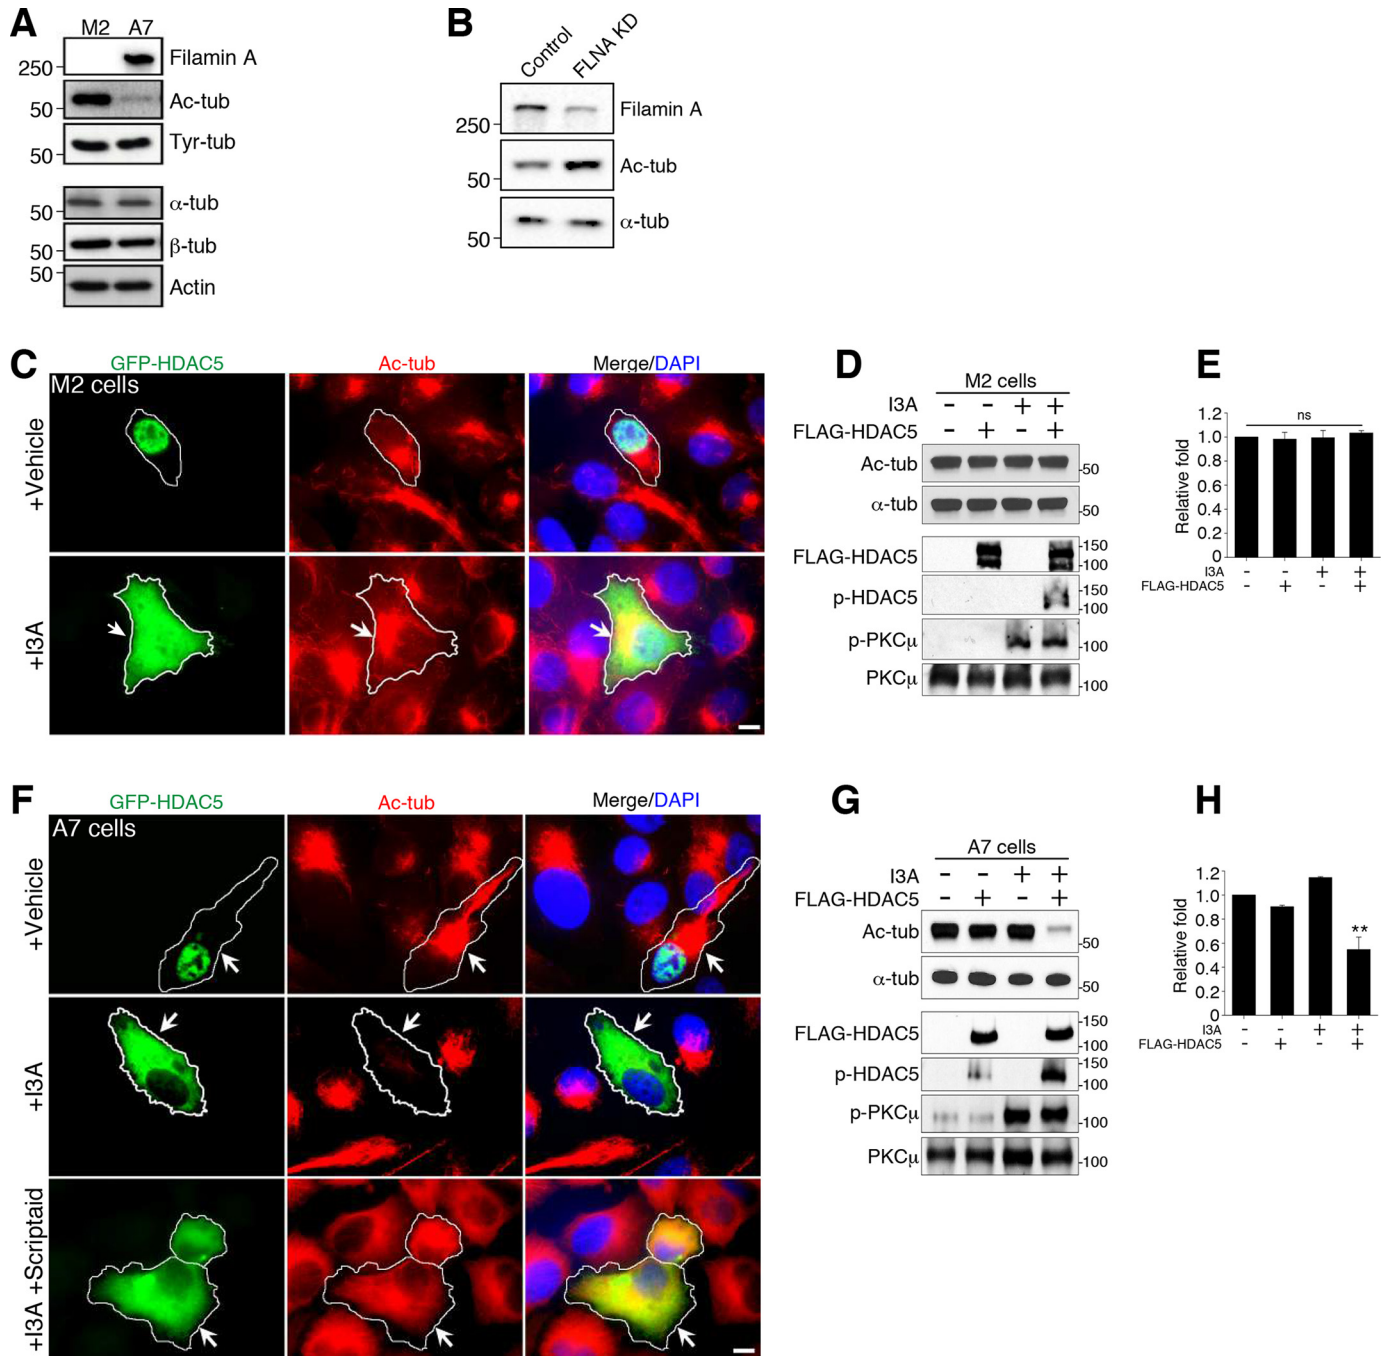 A
M2 A7
Filamin A
250
Ac-tub
50
Tyr-tub
50
α-tub
50
β-tub
50
50
Actin
B
Control
FLNA KD
Filamin A
250
Ac-tub
50
α-tub
50
C
GFP-HDAC5 Ac-tub Merge/DAPI
M2 cells
+Vehicle
+I3A
D
M2 cells
I3A - - + +
FLAG-HDAC5 - + - +
Ac-tub -50
α-tub -50
FLAG-HDAC5 -150
-100
p-HDAC5 -150
-100
p-PKCμ -100
PKCμ -100
E
ns
Relative fold
1.2
1.0
0.8
0.6
0.4
0.2
0
I3A - - + +
FLAG-HDAC5 - + - +
F
GFP-HDAC5 Ac-tub Merge/DAPI
A7 cells
+Vehicle
+I3A
+I3A +Scriptaid
G
A7 cells
I3A - - + +
FLAG-HDAC5 - + - +
Ac-tub -50
α-tub -50
FLAG-HDAC5 -150
-100
p-HDAC5 -150
-100
p-PKCμ -100
PKCμ -100
H
**
Relative fold
1.2
1.0
0.8
0.6
0.4
0.2
0
I3A - - + +
FLAG-HDAC5 - + - +